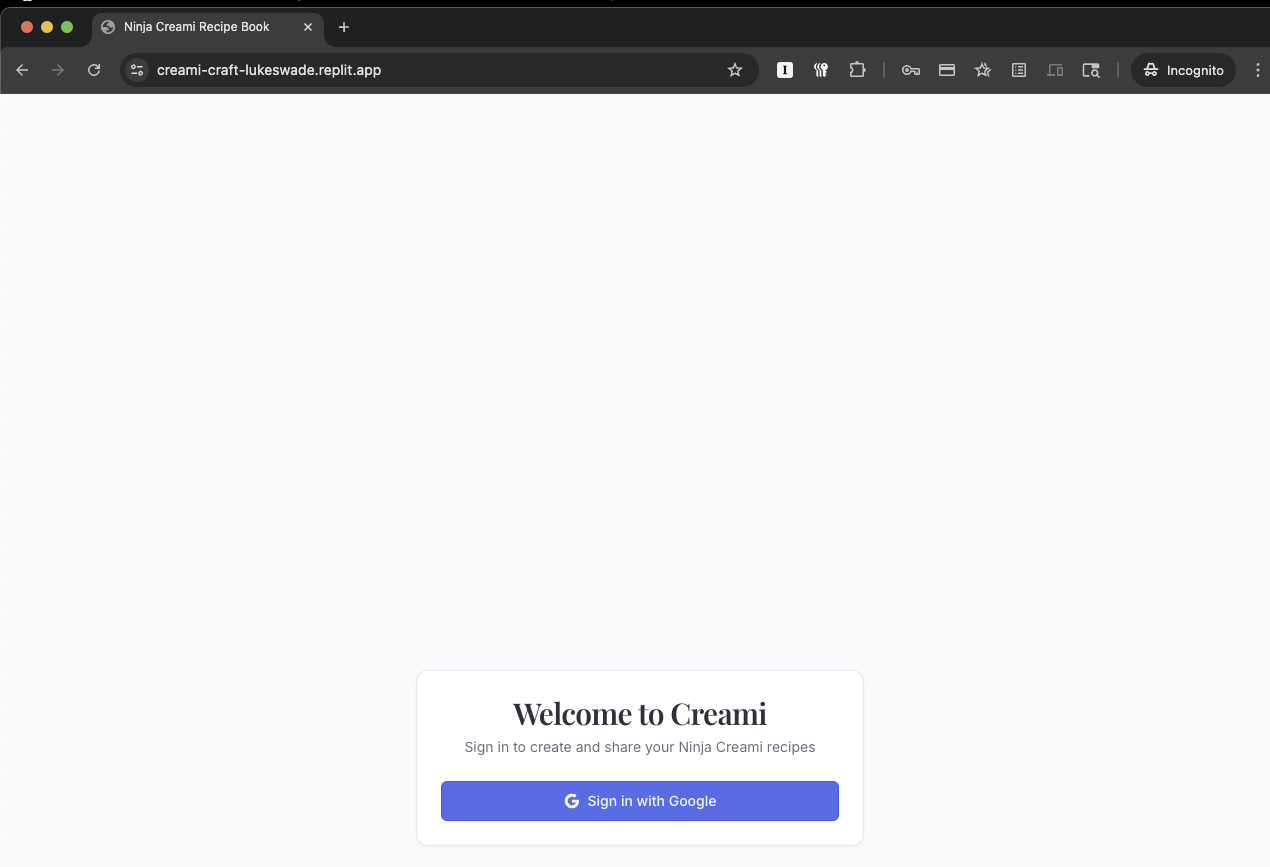 Ninja Creami Recipe Book
creami-craft-lukeswade.replit.app
I
Incognito
Welcome to Creami
Sign in to create and share your Ninja Creami recipes
G Sign in with Google